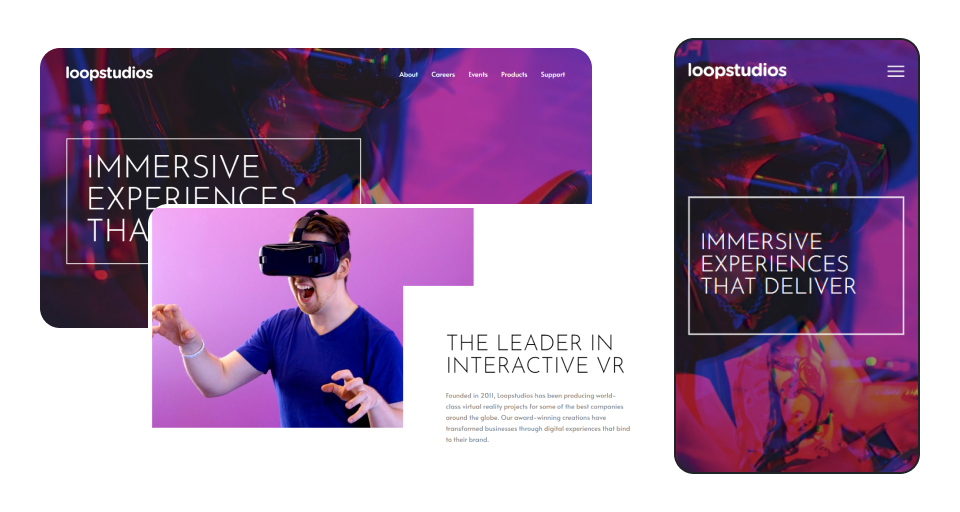 loopstudios
About Careers Events Products Support
IMMERSIVE
EXPERIENCES
THA
THE LEADER IN
INTERACTIVE VR
Founded in 2011, Loopstudios has been producing world-
class virtual reality projects for some of the best companies
around the globe. Our award-winning creations have
transformed businesses through digital experiences that bind
to their brand.
loopstudios
IMMERSIVE
EXPERIENCES
THAT DELIVER